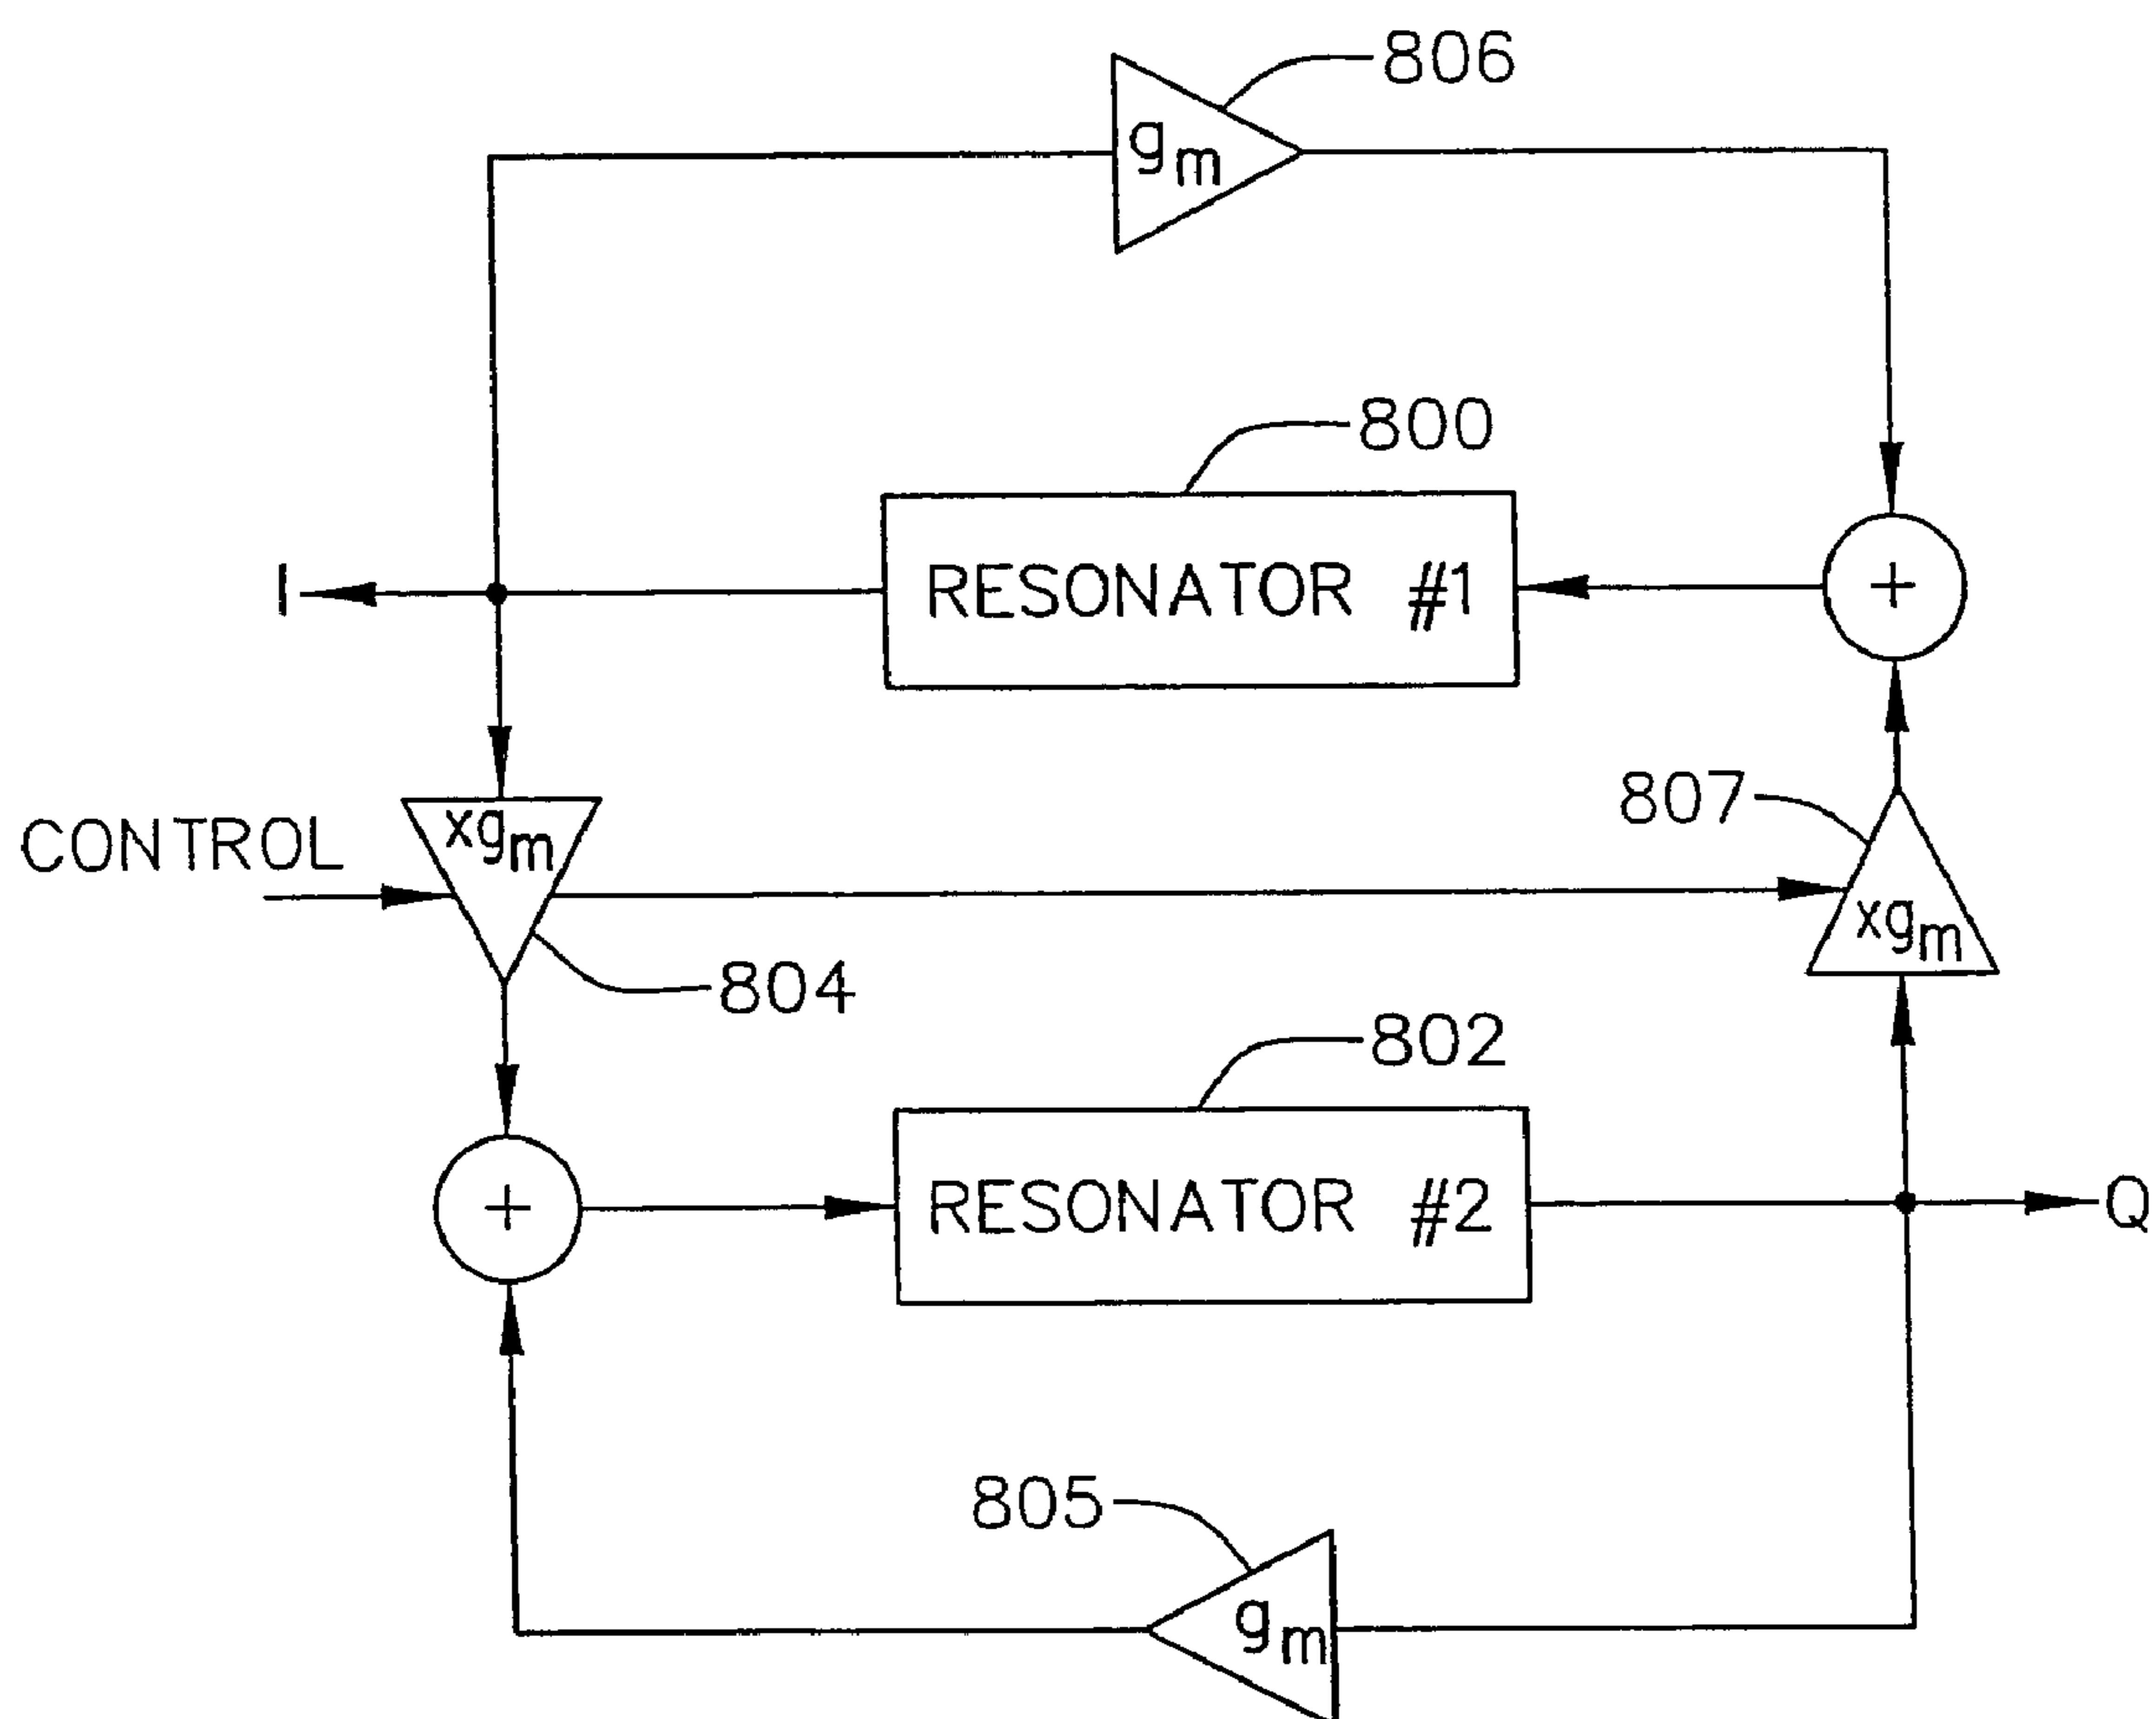 806
gm
800
RESONATOR #1
+
I
807
CONTROL
xgm
xgm
804
802
RESONATOR #2
+
Q
805
gm